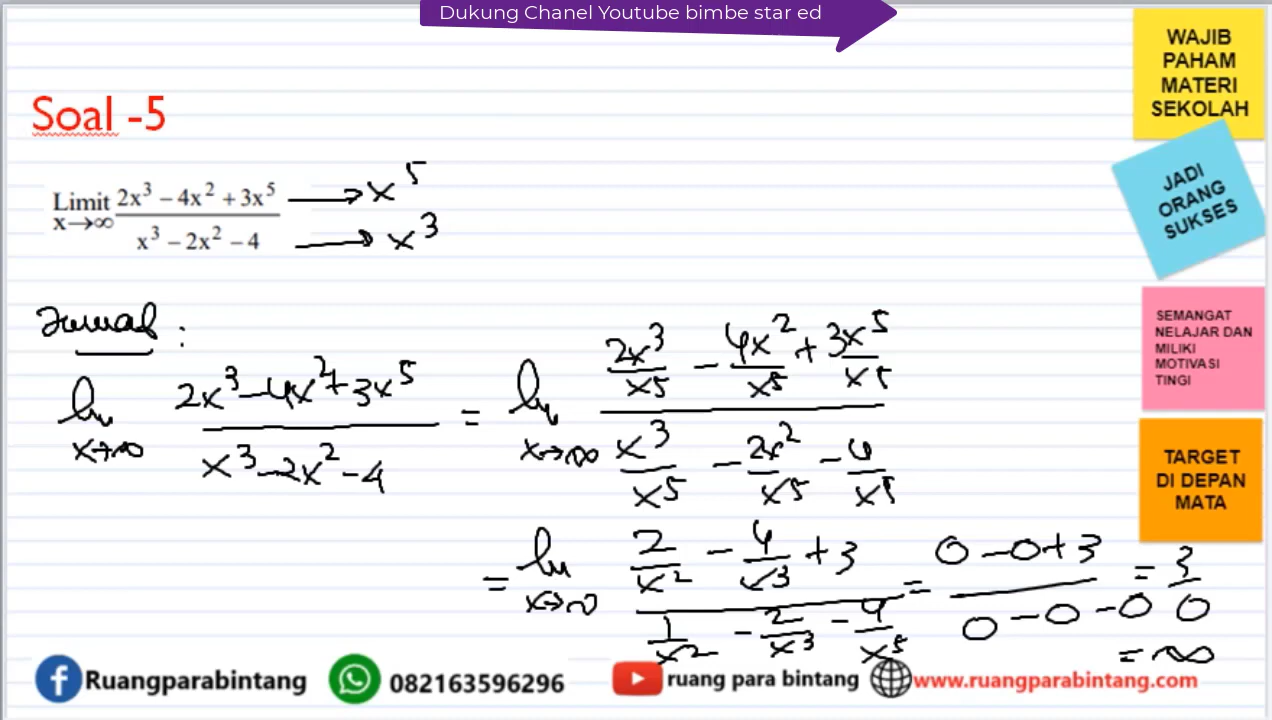 Dukung Chanel Youtube bimbe star ed
WAJIB
PAHAM
MATERI
SEKOLAH
Soal -5
JADI
ORANG
SUKSES
Limit 2x³ − 4x² + 3x⁵ → x⁵
x→∞ x³ − 2x² − 4 → x³
SEMANGAT
NELAJAR DAN
MILIKI
MOTIVASI
TINGI
Jawab :
lim x→∞ (2x³ − 4x² + 3x⁵)/(x³ − 2x² − 4) = lim x→∞ (2x³/x⁵ − 4x²/x⁵ + 3x⁵/x⁵)/(x³/x⁵ − 2x²/x⁵ − 4/x⁵)
TARGET
DI DEPAN
MATA
= lim x→∞ (2/x² − 4/x³ + 3)/(1/x² − 2/x³ − 4/x⁵) = (0 − 0 + 3)/(0 − 0 − 0) = 3/0
= ∞
Ruangparabintang 082163596296 ruang para bintang www.ruangparabintang.com